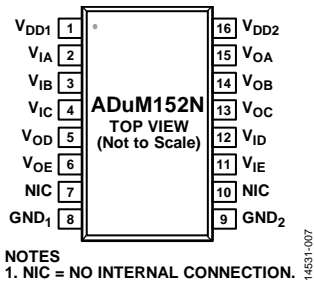 VDD1 1 16 VDD2
VIA 2 15 VOA
VIB 3 14 VOB
VIC 4 ADuM152N 13 VOC
VOD 5 TOP VIEW 12 VID
VOE 6 (Not to Scale) 11 VIE
NIC 7 10 NIC
GND1 8 9 GND2
NOTES
1. NIC = NO INTERNAL CONNECTION.
14531-007